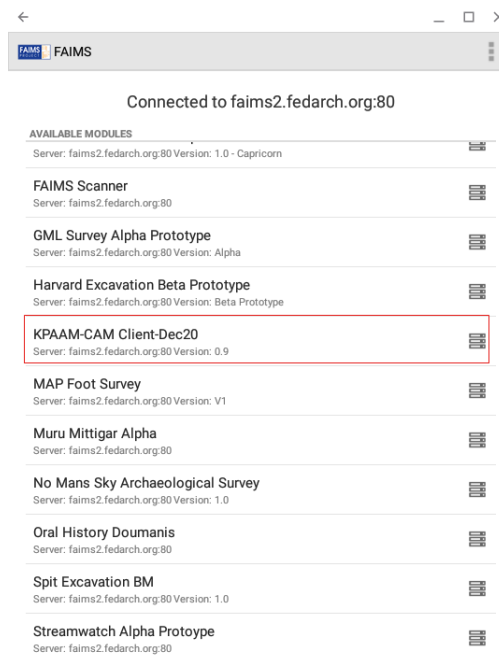 FAIMS
PROJECT
FAIMS
Connected to faims2.fedarch.org:80
AVAILABLE MODULES
Server: faims2.fedarch.org:80 Version: 1.0 - Capricorn
FAIMS Scanner
Server: faims2.fedarch.org:80
GML Survey Alpha Prototype
Server: faims2.fedarch.org:80 Version: Alpha
Harvard Excavation Beta Prototype
Server: faims2.fedarch.org:80 Version: Beta Prototype
KPAAM-CAM Client-Dec20
Server: faims2.fedarch.org:80 Version: 0.9
MAP Foot Survey
Server: faims2.fedarch.org:80 Version: V1
Muru Mittigar Alpha
Server: faims2.fedarch.org:80
No Mans Sky Archaeological Survey
Server: faims2.fedarch.org:80 Version: 1.0
Oral History Doumanis
Server: faims2.fedarch.org:80
Spit Excavation BM
Server: faims2.fedarch.org:80 Version: 1.0
Streamwatch Alpha Protoype
Server: faims2.fedarch.org:80